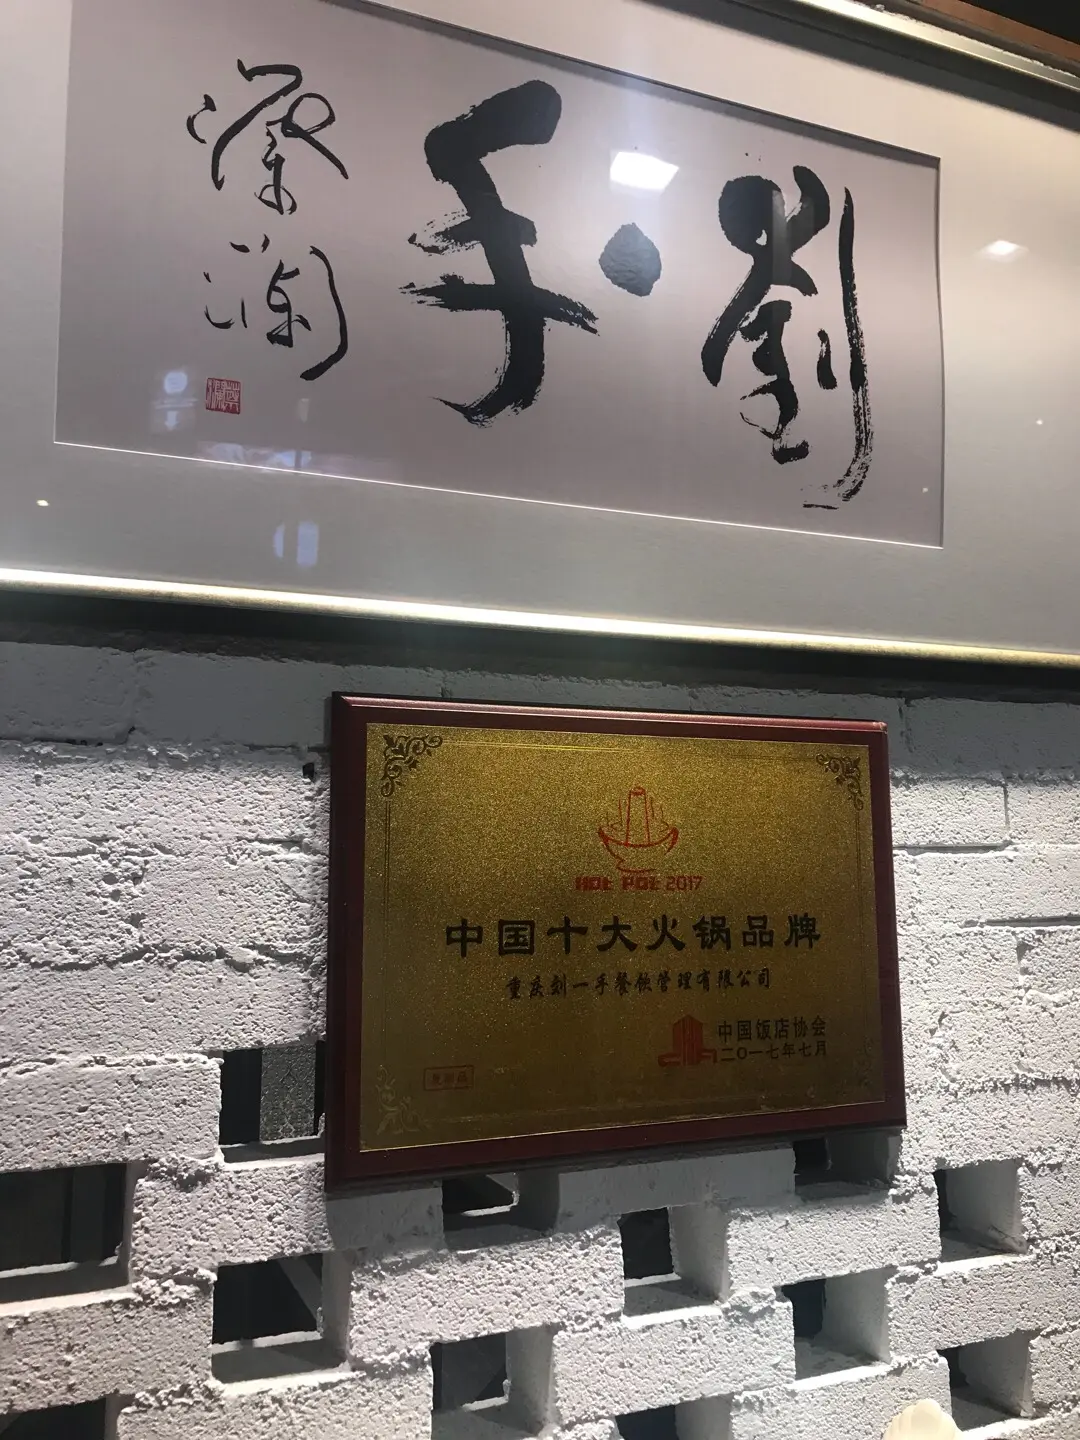 劉·手
蔡瀾
HOt POt 2017
中国十大火锅品牌
重庆刘一手餐饮管理有限公司
中国饭店协会
二〇一七年七月